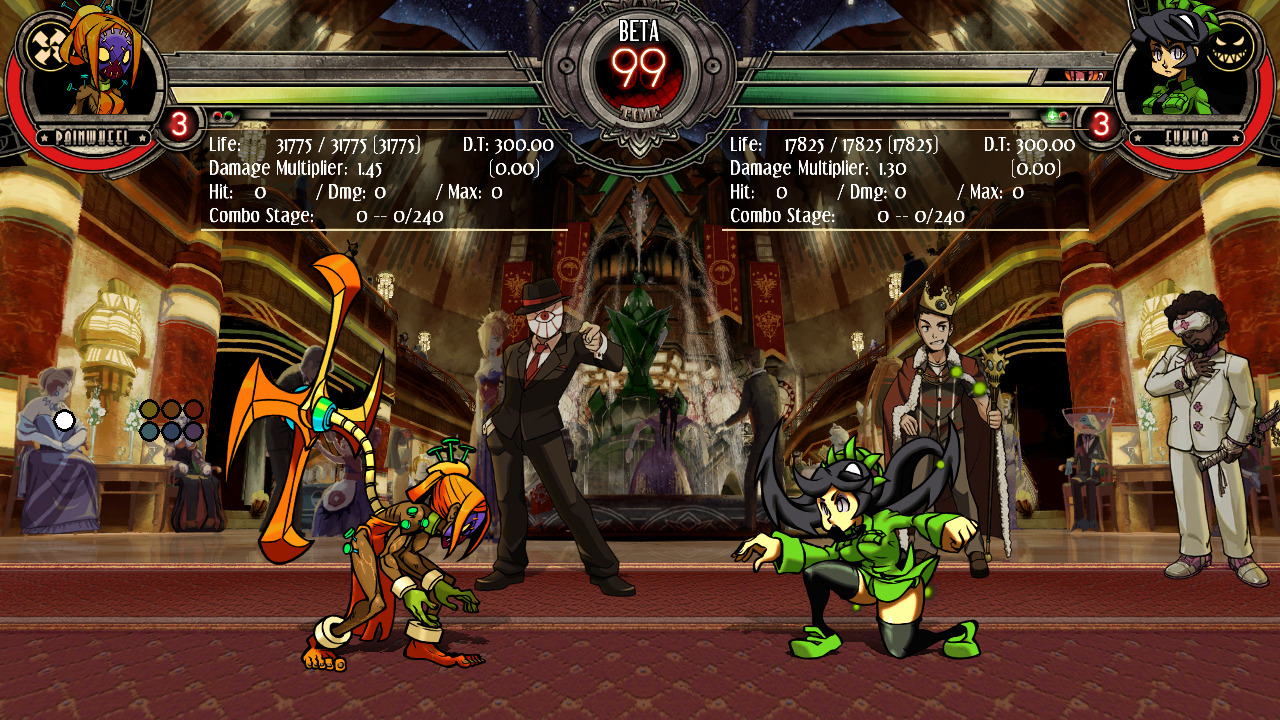 BETA
99
TIME
PAINWHEEL
3
3
FUKUA
Life: 31775 / 31775 (31775) D.T: 300.00
Damage Multiplier: 1.45 (0.00)
Hit: 0 / Dmg: 0 / Max: 0
Combo Stage: 0 -- 0/240
Life: 17825 / 17825 (17825) D.T: 300.00
Damage Multiplier: 1.30 (0.00)
Hit: 0 / Dmg: 0 / Max: 0
Combo Stage: 0 -- 0/240